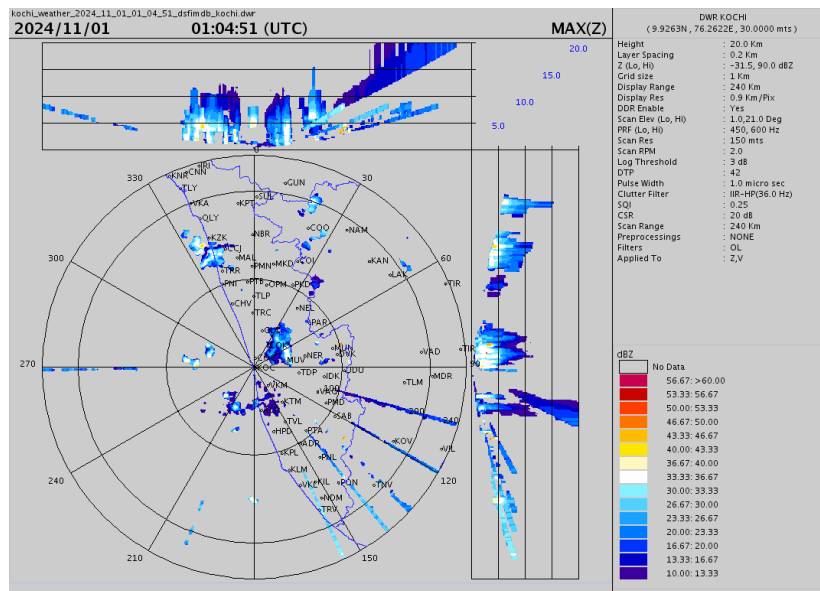 kochi_weather_2024_11_01_01_04_51_dsfimdb_kochi.dwr
2024/11/01 01:04:51 (UTC) MAX(Z)
20.0
15.0
10.0
5.0
DWR KOCHI
(9.9263N , 76.2622E , 30.0000 mts )
Height : 20.0 Km
Layer Spacing : 0.2 Km
Z (Lo, Hi) : -31.5, 90.0 dBZ
Grid size : 1 Km
Display Range : 240 Km
Display Res : 0.9 Km/Pix
DDR Enable : Yes
Scan Elev (Lo, Hi) : 1.0,21.0 Deg
PRF (Lo, Hi) : 450, 600 Hz
Scan Res : 150 mts
Scan RPM : 2.0
Log Threshold : 3 dB
DTP : 42
Pulse Width : 1.0 micro sec
Clutter Filter : IIR-HP(36.0 Hz)
SQI : 0.25
CSR : 20 dB
Scan Range : 240 Km
Preprocessings : NONE
Filters : OL
Applied To : Z,V
0
330
30
300
60
270
90
240
120
210
150
100
200
240
KNR
CNN
IRI
TLY
GUN
VKA
KPT
SUL
QLY
NBR
COO
NAM
KZK
CCJ
MAL
PMN
MKD
COI
KAN
LAK
TIR
TRR
PNI
PTB
OPM
PKD
TLP
CHV
TRC
NEL
PAR
MUN
NER
VAD
TIR
MUV
KOC
TDP
IDK
UDU
TLM
MDR
VKM
VAG
KTM
PMD
SAB
TVL
HPD
PTA
ADR
KOV
VIL
KPL
PNL
KLM
VKL
KIL
PON
TNV
NDM
TRV
dBZ
No Data
56.67: >60.00
53.33: 56.67
50.00: 53.33
46.67: 50.00
43.33: 46.67
40.00: 43.33
36.67: 40.00
33.33: 36.67
30.00: 33.33
26.67: 30.00
23.33: 26.67
20.00: 23.33
16.67: 20.00
13.33: 16.67
10.00: 13.33